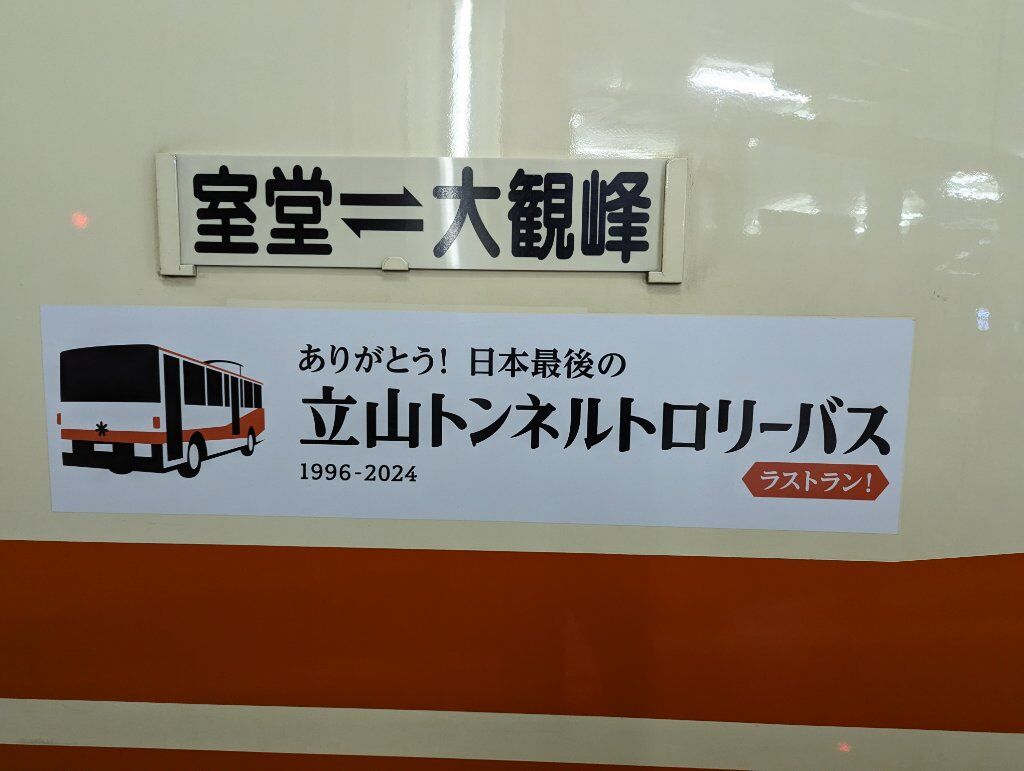 室堂⇌大観峰
ありがとう！日本最後の
立山トンネルトロリーバス
1996-2024
ラストラン！